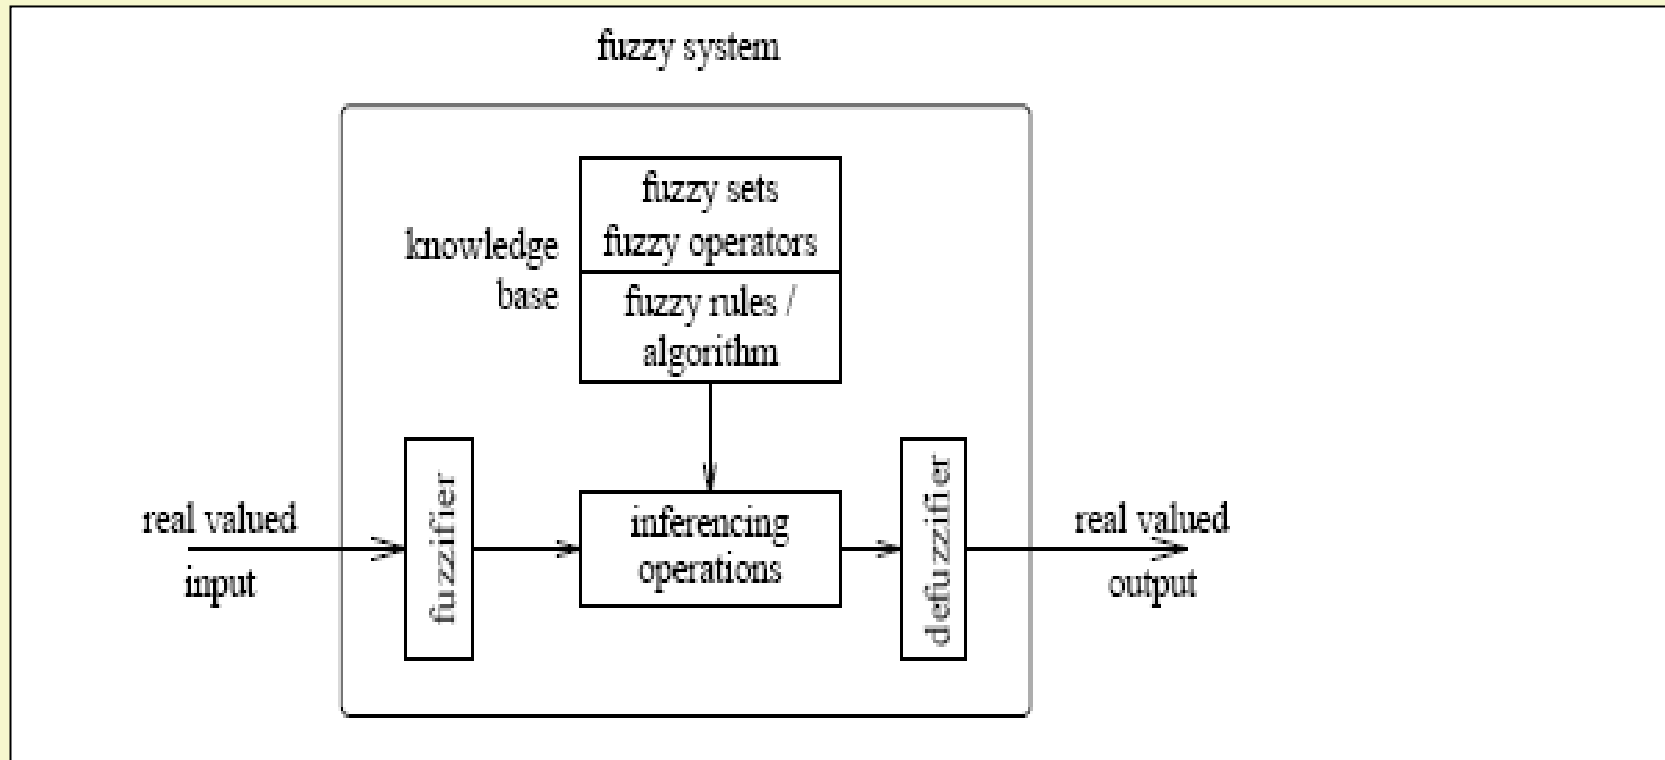 fuzzy system
fuzzy sets
fuzzy operators
knowledge
base
fuzzy rules /
algorithm
real valued
input
fuzzifier
inferencing
operations
defuzzifier
real valued
output